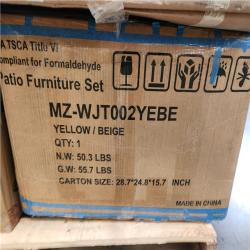 A TSCA Title VI
Compliant for Formaldehyde
Patio Furniture Set
MZ-WJT002YEBE
YELLOW / BEIGE
QTY: 1
N.W: 50.3 LBS
G.W: 55.7 LBS
CARTON SIZE: 28.7*24.8*15.7 INCH
MADE IN CHINA